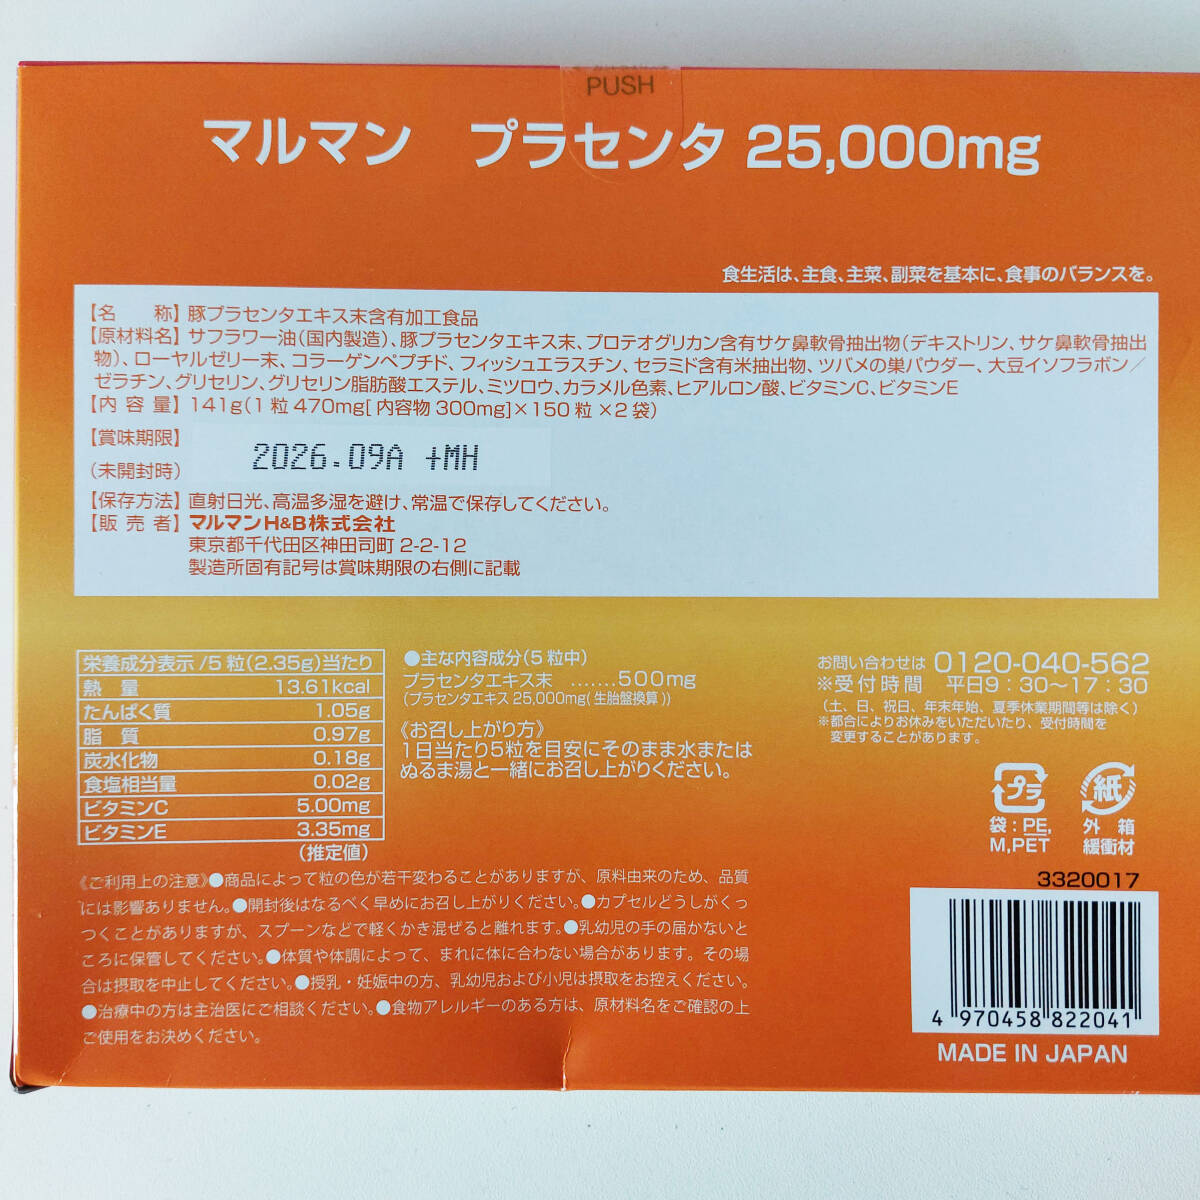 PUSH
マルマン プラセンタ 25,000mg
食生活は、主食、主菜、副菜を基本に、食事のバランスを。
【名 称】豚プラセンタエキス末含有加工食品
【原材料名】サフラワー油(国内製造)、豚プラセンタエキス末、プロテオグリカン含有サケ鼻軟骨抽出物(デキストリン、サケ鼻軟骨抽出
物)、ローヤルゼリー末、コラーゲンペプチド、フィッシュエラスチン、セラミド含有米抽出物、ツバメの巣パウダー、大豆イソフラボン／
ゼラチン、グリセリン、グリセリン脂肪酸エステル、ミツロウ、カラメル色素、ヒアルロン酸、ビタミンC、ビタミンE
【内 容 量】141g(1粒470mg[内容物300mg]×150粒×2袋)
【賞味期限】
(未開封時)
2026.09A +MH
【保存方法】直射日光、高温多湿を避け、常温で保存してください。
【販 売 者】マルマンH&B株式会社
東京都千代田区神田司町2-2-12
製造所固有記号は賞味期限の右側に記載
栄養成分表示/5粒(2.35g)当たり
熱 量 13.61kcal
たんぱく質 1.05g
脂 質 0.97g
炭水化物 0.18g
食塩相当量 0.02g
ビタミンC 5.00mg
ビタミンE 3.35mg
(推定値)
●主な内容成分(5粒中)
プラセンタエキス末 .......500mg
(プラセンタエキス25,000mg(生胎盤換算))
《お召し上がり方》
1日当たり5粒を目安にそのまま水または
ぬるま湯と一緒にお召し上がりください。
お問い合わせは 0120-040-562
※受付時間 平日9：30〜17：30
(土、日、祝日、年末年始、夏季休業期間等は除く)
※都合によりお休みをいただいたり、受付時間を
変更することがあります。
プラ
袋：PE,
M,PET
紙
外 箱
緩衝材
《ご利用上の注意》●商品によって粒の色が若干変わることがありますが、原料由来のため、品質
には影響ありません。●開封後はなるべく早めにお召し上がりください。●カプセルどうしがくっ
つくことがありますが、スプーンなどで軽くかき混ぜると離れます。●乳幼児の手の届かないと
ころに保管してください。●体質や体調によって、まれに体に合わない場合があります。その場
合は摂取を中止してください。●授乳・妊娠中の方、乳幼児および小児は摂取をお控えください。
●治療中の方は主治医にご相談ください。●食物アレルギーのある方は、原材料名をご確認の上
ご使用をお決めください。
3320017
4 970458 822041
MADE IN JAPAN